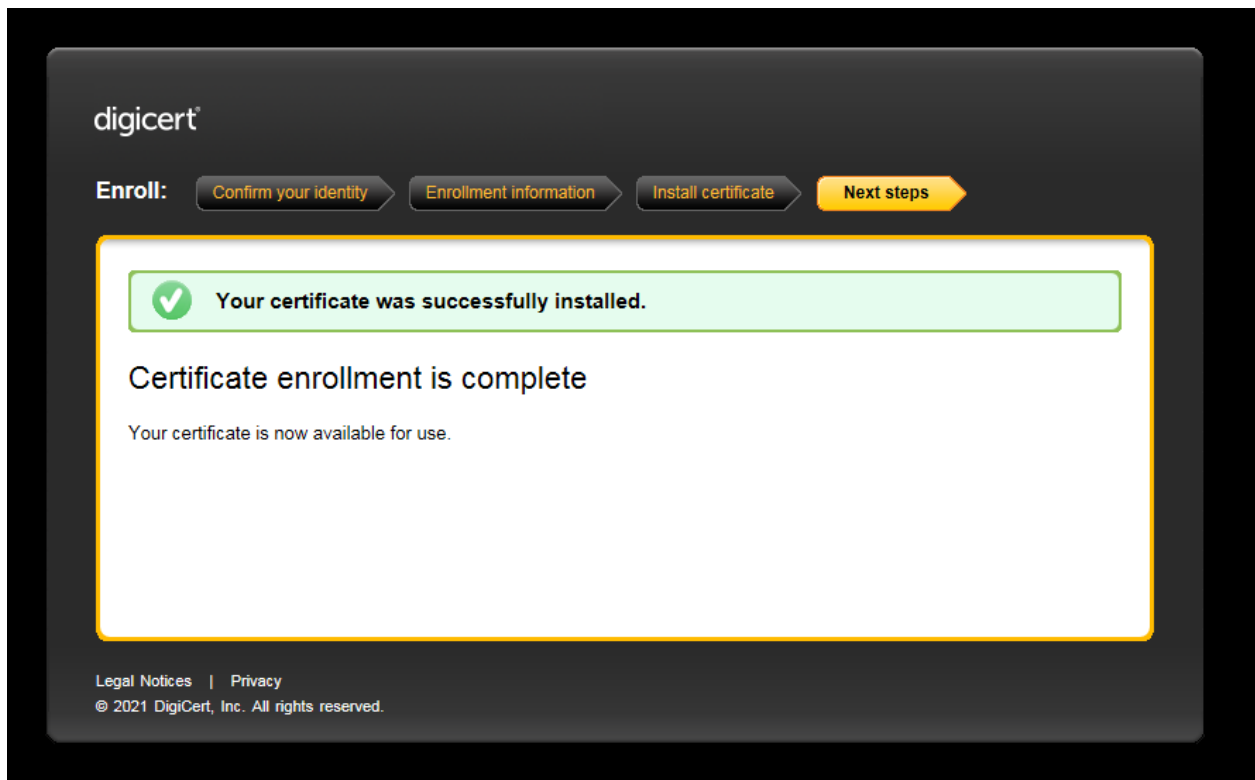 digicert®
Enroll: Confirm your identity Enrollment information Install certificate Next steps
Your certificate was successfully installed.
Certificate enrollment is complete
Your certificate is now available for use.
Legal Notices | Privacy
© 2021 DigiCert, Inc. All rights reserved.